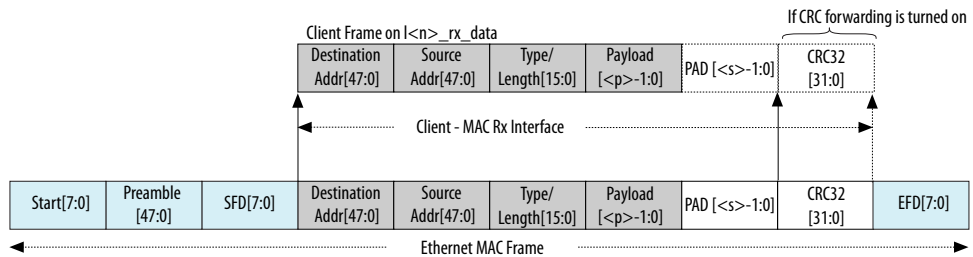 If CRC forwarding is turned on
Client Frame on l<n>_rx_data
Destination
Addr[47:0]
Source
Addr[47:0]
Type/
Length[15:0]
Payload
[<p>-1:0]
PAD [<s>-1:0]
CRC32
[31:0]
Client - MAC Rx Interface
Start[7:0]
Preamble
[47:0]
SFD[7:0]
Destination
Addr[47:0]
Source
Addr[47:0]
Type/
Length[15:0]
Payload
[<p>-1:0]
PAD [<s>-1:0]
CRC32
[31:0]
EFD[7:0]
Ethernet MAC Frame